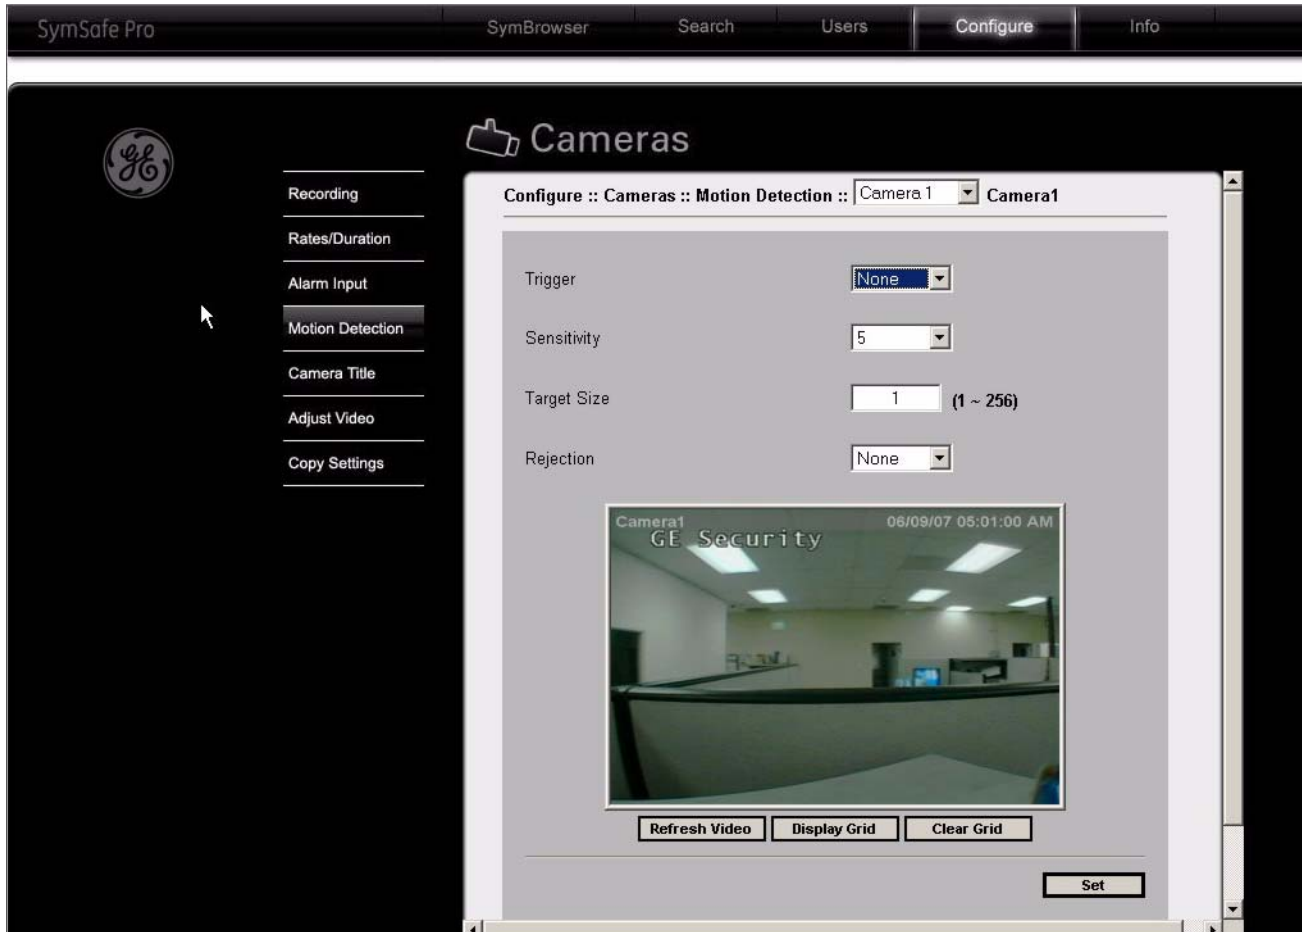 SymSafe Pro
SymBrowser
Search
Users
Configure
Info
GE
Cameras
Recording
Rates/Duration
Alarm Input
Motion Detection
Camera Title
Adjust Video
Copy Settings
Configure :: Cameras :: Motion Detection :: Camera 1 Camera1
Trigger None
Sensitivity 5
Target Size 1 (1 ~ 256)
Rejection None
Camera1 06/09/07 05:01:00 AM
GE Security
Refresh Video Display Grid Clear Grid
Set